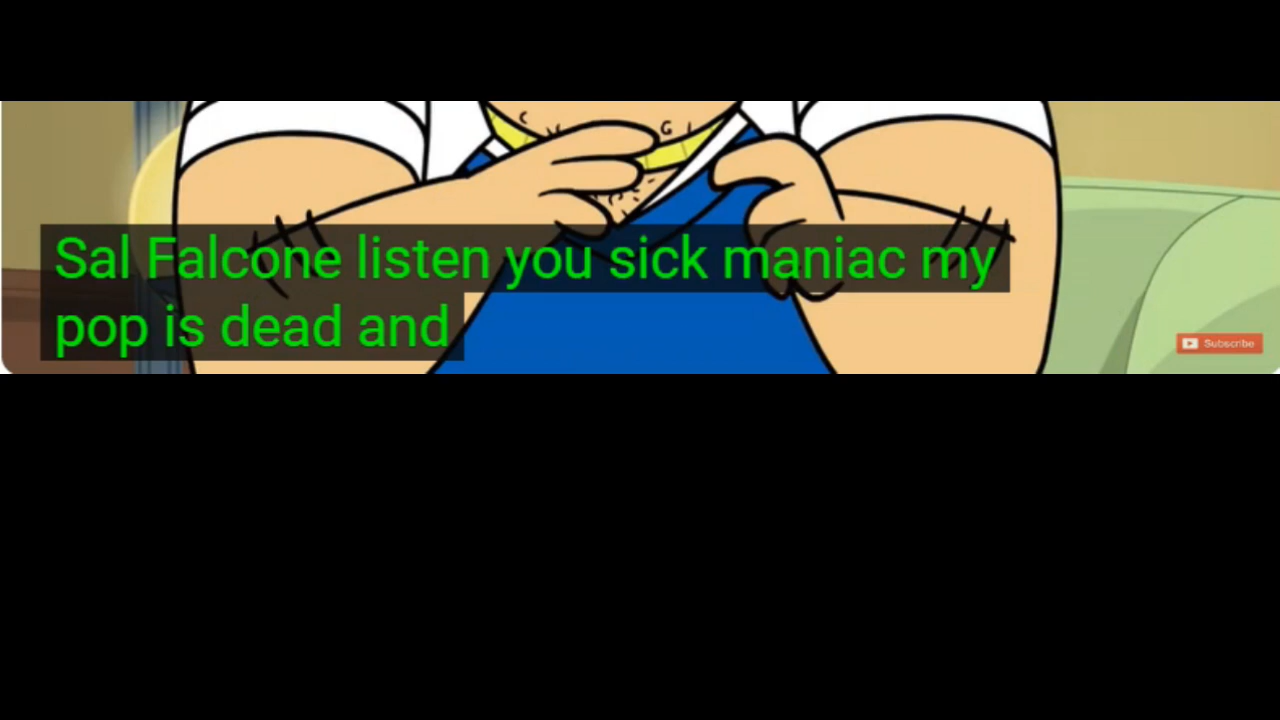 Sal Falcone listen you sick maniac my
pop is dead and
Subscribe